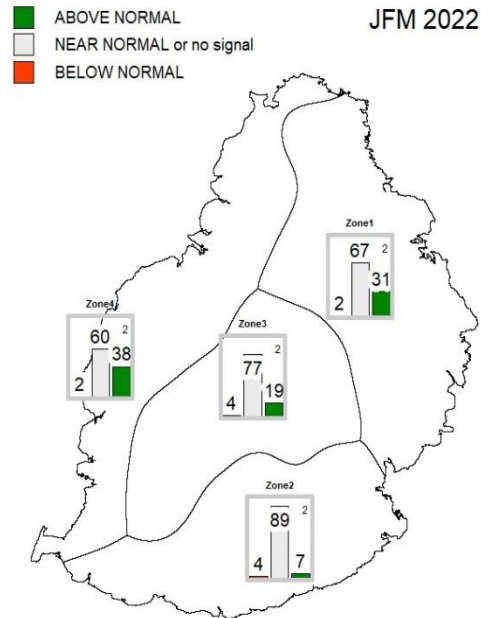 ABOVE NORMAL
JFM 2022
NEAR NORMAL or no signal
BELOW NORMAL
Zone1
67
2
31
2
Zone4
60
2
38
2
Zone3
2
77
4
19
Zone2
89
2
4
7